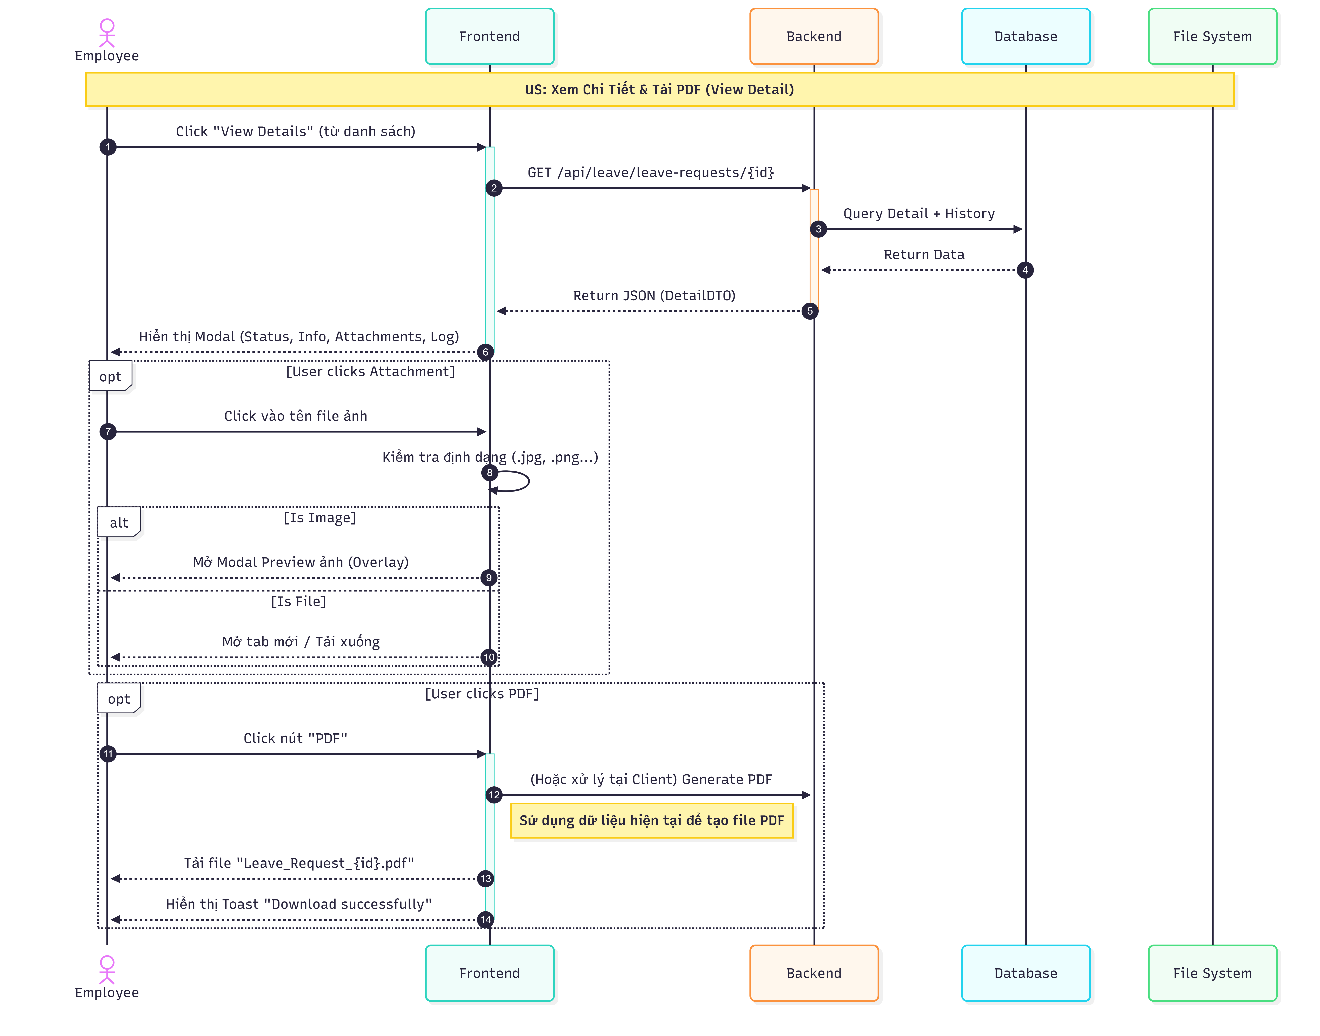 Employee
Frontend
Backend
Database
File System
US: Xem Chi Tiết & Tải PDF (View Detail)
Click "View Details" (từ danh sách)
1
GET /api/leave/leave-requests/{id}
2
Query Detail + History
3
Return Data
4
Return JSON (DetailDTO)
5
Hiển thị Modal (Status, Info, Attachments, Log)
6
opt
[User clicks Attachment]
Click vào tên file ảnh
7
Kiểm tra định dạng (.jpg, .png...)
8
alt
[Is Image]
Mở Modal Preview ảnh (Overlay)
9
[Is File]
Mở tab mới / Tải xuống
10
opt
[User clicks PDF]
Click nút "PDF"
11
(Hoặc xử lý tại Client) Generate PDF
12
Sử dụng dữ liệu hiện tại để tạo file PDF
Tải file "Leave_Request_{id}.pdf"
13
Hiển thị Toast "Download successfully"
14
Employee
Frontend
Backend
Database
File System